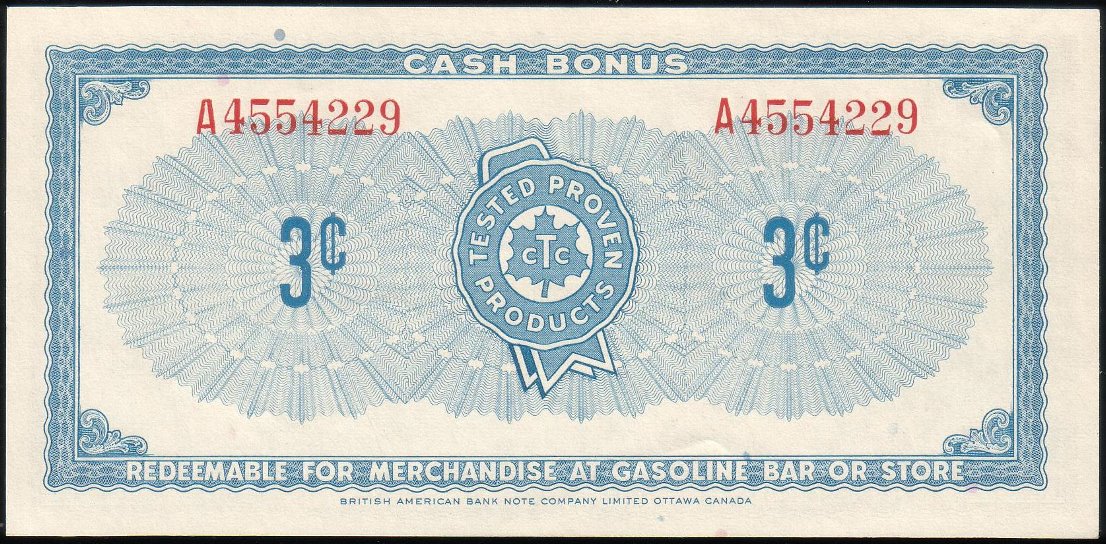 CASH BONUS
A4554229 A4554229
TESTED PROVEN
3¢ CTC 3¢
PRODUCTS
REDEEMABLE FOR MERCHANDISE AT GASOLINE BAR OR STORE
BRITISH AMERICAN BANK NOTE COMPANY LIMITED OTTAWA CANADA